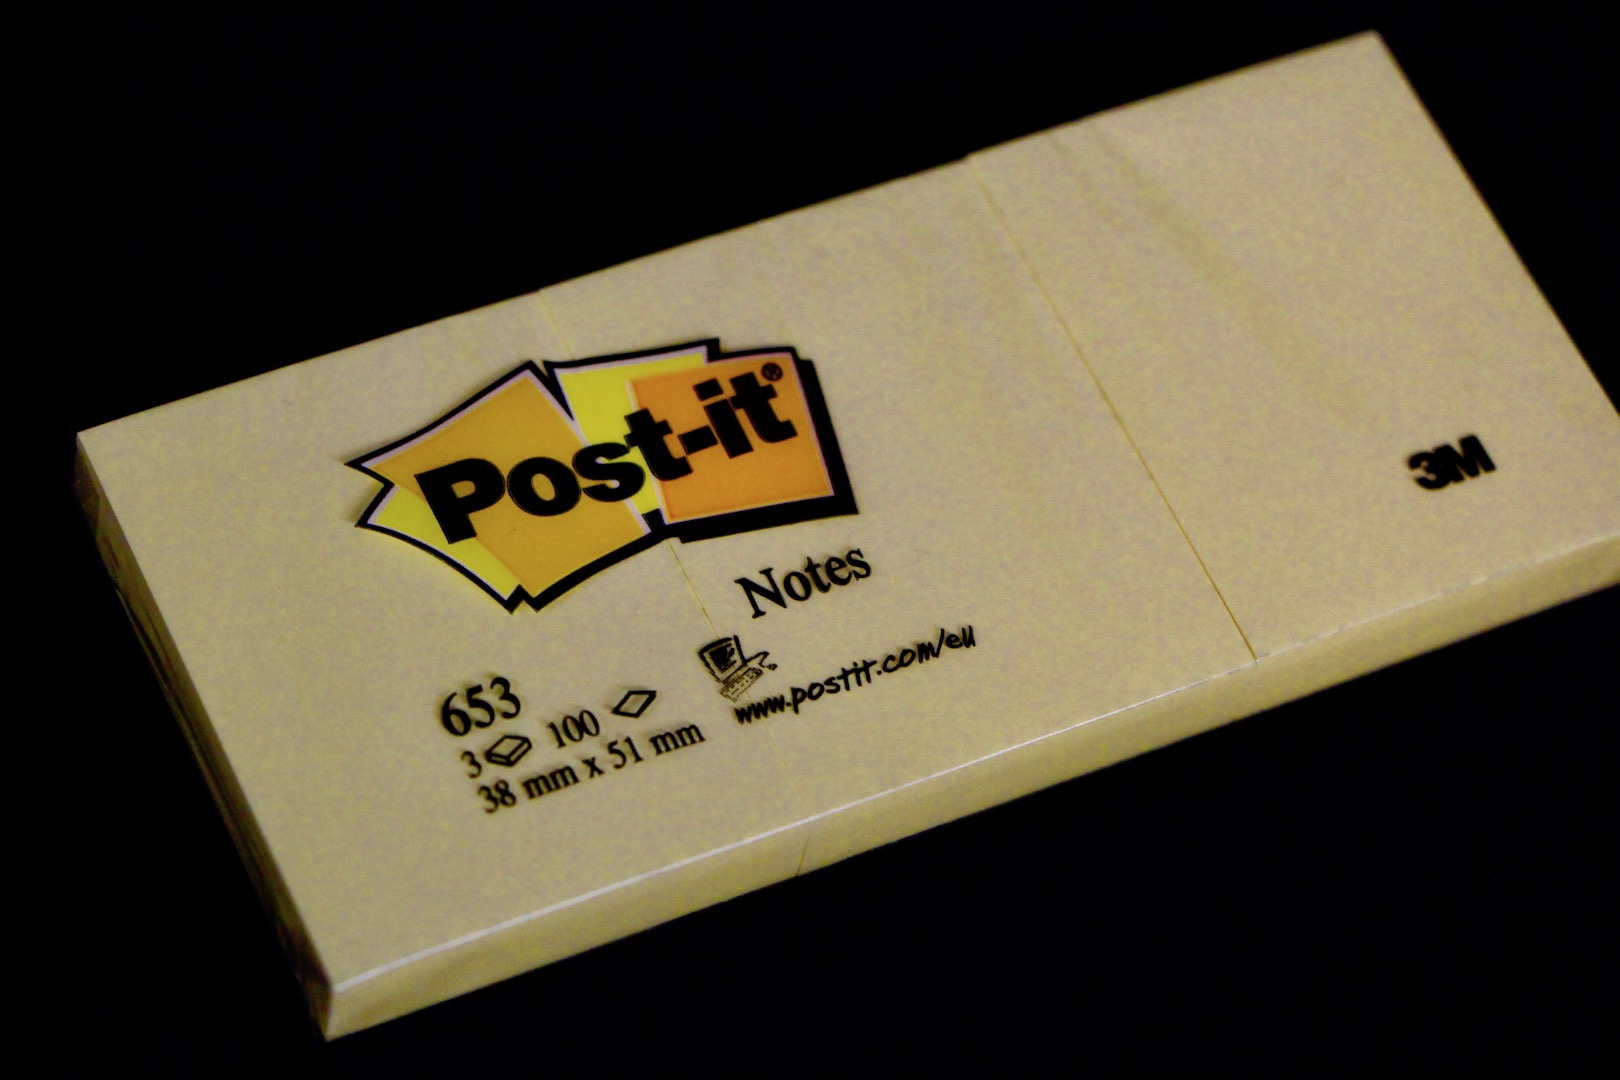 Post-it®
Notes
3M
www.postit.com/eu
653
3 100
38 mm x 51 mm